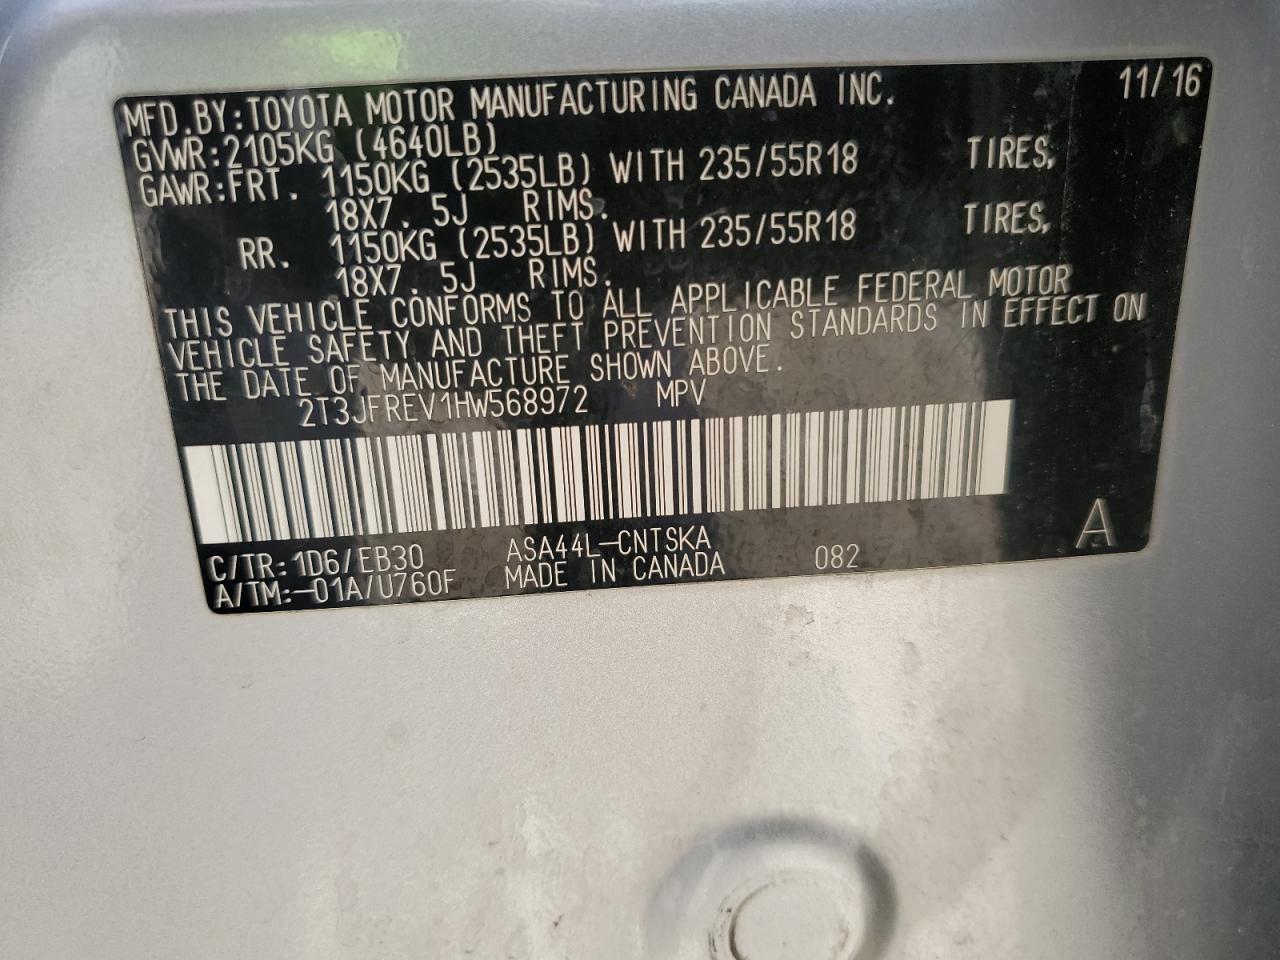 MFD.BY:TOYOTA MOTOR MANUFACTURING CANADA INC. 11/16
GVWR:2105KG (4640LB)
GAWR:FRT. 1150KG (2535LB) WITH 235/55R18 TIRES,
18X7.5J RIMS.
RR. 1150KG (2535LB) WITH 235/55R18 TIRES,
18X7.5J RIMS.
THIS VEHICLE CONFORMS TO ALL APPLICABLE FEDERAL MOTOR
VEHICLE SAFETY AND THEFT PREVENTION STANDARDS IN EFFECT ON
THE DATE OF MANUFACTURE SHOWN ABOVE.
2T3JFREV1HW568972 MPV
C/TR:1D6/EB30 ASA44L-CNTSKA
A/TM:-01A/U760F MADE IN CANADA 082 A